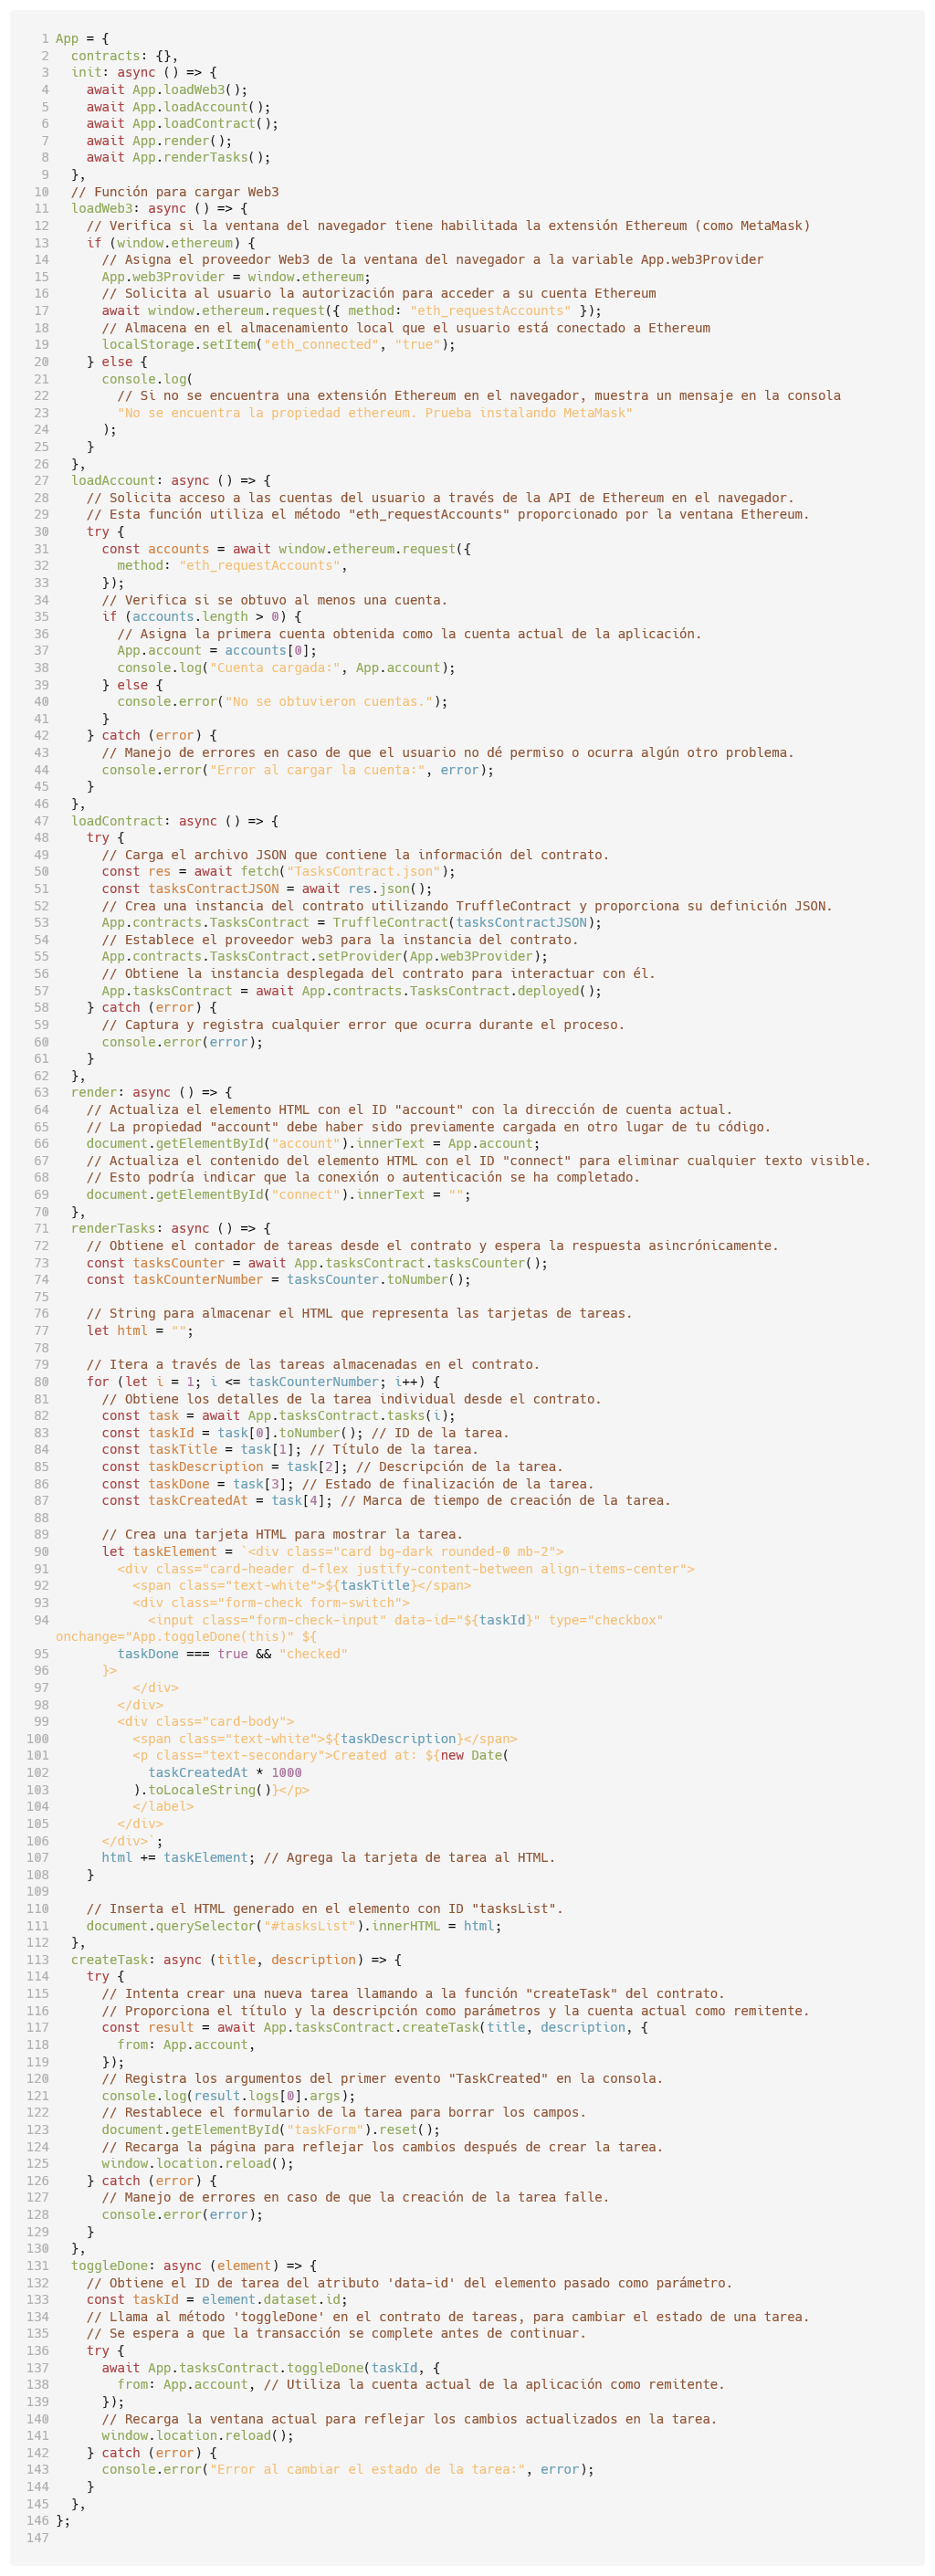 1 App = {
2   contracts: {},
3   init: async () => {
4     await App.loadWeb3();
5     await App.loadAccount();
6     await App.loadContract();
7     await App.render();
8     await App.renderTasks();
9   },
10   // Función para cargar Web3
11   loadWeb3: async () => {
12     // Verifica si la ventana del navegador tiene habilitada la extensión Ethereum (como MetaMask)
13     if (window.ethereum) {
14       // Asigna el proveedor Web3 de la ventana del navegador a la variable App.web3Provider
15       App.web3Provider = window.ethereum;
16       // Solicita al usuario la autorización para acceder a su cuenta Ethereum
17       await window.ethereum.request({ method: "eth_requestAccounts" });
18       // Almacena en el almacenamiento local que el usuario está conectado a Ethereum
19       localStorage.setItem("eth_connected", "true");
20     } else {
21       console.log(
22         // Si no se encuentra una extensión Ethereum en el navegador, muestra un mensaje en la consola
23         "No se encuentra la propiedad ethereum. Prueba instalando MetaMask"
24       );
25     }
26   },
27   loadAccount: async () => {
28     // Solicita acceso a las cuentas del usuario a través de la API de Ethereum en el navegador.
29     // Esta función utiliza el método "eth_requestAccounts" proporcionado por la ventana Ethereum.
30     try {
31       const accounts = await window.ethereum.request({
32         method: "eth_requestAccounts",
33       });
34       // Verifica si se obtuvo al menos una cuenta.
35       if (accounts.length > 0) {
36         // Asigna la primera cuenta obtenida como la cuenta actual de la aplicación.
37         App.account = accounts[0];
38         console.log("Cuenta cargada:", App.account);
39       } else {
40         console.error("No se obtuvieron cuentas.");
41       }
42     } catch (error) {
43       // Manejo de errores en caso de que el usuario no dé permiso o ocurra algún otro problema.
44       console.error("Error al cargar la cuenta:", error);
45     }
46   },
47   loadContract: async () => {
48     try {
49       // Carga el archivo JSON que contiene la información del contrato.
50       const res = await fetch("TasksContract.json");
51       const tasksContractJSON = await res.json();
52       // Crea una instancia del contrato utilizando TruffleContract y proporciona su definición JSON.
53       App.contracts.TasksContract = TruffleContract(tasksContractJSON);
54       // Establece el proveedor web3 para la instancia del contrato.
55       App.contracts.TasksContract.setProvider(App.web3Provider);
56       // Obtiene la instancia desplegada del contrato para interactuar con él.
57       App.tasksContract = await App.contracts.TasksContract.deployed();
58     } catch (error) {
59       // Captura y registra cualquier error que ocurra durante el proceso.
60       console.error(error);
61     }
62   },
63   render: async () => {
64     // Actualiza el elemento HTML con el ID "account" con la dirección de cuenta actual.
65     // La propiedad "account" debe haber sido previamente cargada en otro lugar de tu código.
66     document.getElementById("account").innerText = App.account;
67     // Actualiza el contenido del elemento HTML con el ID "connect" para eliminar cualquier texto visible.
68     // Esto podría indicar que la conexión o autenticación se ha completado.
69     document.getElementById("connect").innerText = "";
70   },
71   renderTasks: async () => {
72     // Obtiene el contador de tareas desde el contrato y espera la respuesta asincrónicamente.
73     const tasksCounter = await App.tasksContract.tasksCounter();
74     const taskCounterNumber = tasksCounter.toNumber();
75
76     // String para almacenar el HTML que representa las tarjetas de tareas.
77     let html = "";
78
79     // Itera a través de las tareas almacenadas en el contrato.
80     for (let i = 1; i <= taskCounterNumber; i++) {
81       // Obtiene los detalles de la tarea individual desde el contrato.
82       const task = await App.tasksContract.tasks(i);
83       const taskId = task[0].toNumber(); // ID de la tarea.
84       const taskTitle = task[1]; // Título de la tarea.
85       const taskDescription = task[2]; // Descripción de la tarea.
86       const taskDone = task[3]; // Estado de finalización de la tarea.
87       const taskCreatedAt = task[4]; // Marca de tiempo de creación de la tarea.
88
89       // Crea una tarjeta HTML para mostrar la tarea.
90       let taskElement = `<div class="card bg-dark rounded-0 mb-2">
91         <div class="card-header d-flex justify-content-between align-items-center">
92           <span class="text-white">${taskTitle}</span>
93           <div class="form-check form-switch">
94             <input class="form-check-input" data-id="${taskId}" type="checkbox"
onchange="App.toggleDone(this)" ${
95         taskDone === true && "checked"
96       }>
97           </div>
98         </div>
99         <div class="card-body">
100           <span class="text-white">${taskDescription}</span>
101           <p class="text-secondary">Created at: ${new Date(
102             taskCreatedAt * 1000
103           ).toLocaleString()}</p>
104           </label>
105         </div>
106       </div>`;
107       html += taskElement; // Agrega la tarjeta de tarea al HTML.
108     }
109
110     // Inserta el HTML generado en el elemento con ID "tasksList".
111     document.querySelector("#tasksList").innerHTML = html;
112   },
113   createTask: async (title, description) => {
114     try {
115       // Intenta crear una nueva tarea llamando a la función "createTask" del contrato.
116       // Proporciona el título y la descripción como parámetros y la cuenta actual como remitente.
117       const result = await App.tasksContract.createTask(title, description, {
118         from: App.account,
119       });
120       // Registra los argumentos del primer evento "TaskCreated" en la consola.
121       console.log(result.logs[0].args);
122       // Restablece el formulario de la tarea para borrar los campos.
123       document.getElementById("taskForm").reset();
124       // Recarga la página para reflejar los cambios después de crear la tarea.
125       window.location.reload();
126     } catch (error) {
127       // Manejo de errores en caso de que la creación de la tarea falle.
128       console.error(error);
129     }
130   },
131   toggleDone: async (element) => {
132     // Obtiene el ID de tarea del atributo 'data-id' del elemento pasado como parámetro.
133     const taskId = element.dataset.id;
134     // Llama al método 'toggleDone' en el contrato de tareas, para cambiar el estado de una tarea.
135     // Se espera a que la transacción se complete antes de continuar.
136     try {
137       await App.tasksContract.toggleDone(taskId, {
138         from: App.account, // Utiliza la cuenta actual de la aplicación como remitente.
139       });
140       // Recarga la ventana actual para reflejar los cambios actualizados en la tarea.
141       window.location.reload();
142     } catch (error) {
143       console.error("Error al cambiar el estado de la tarea:", error);
144     }
145   },
146 };
147